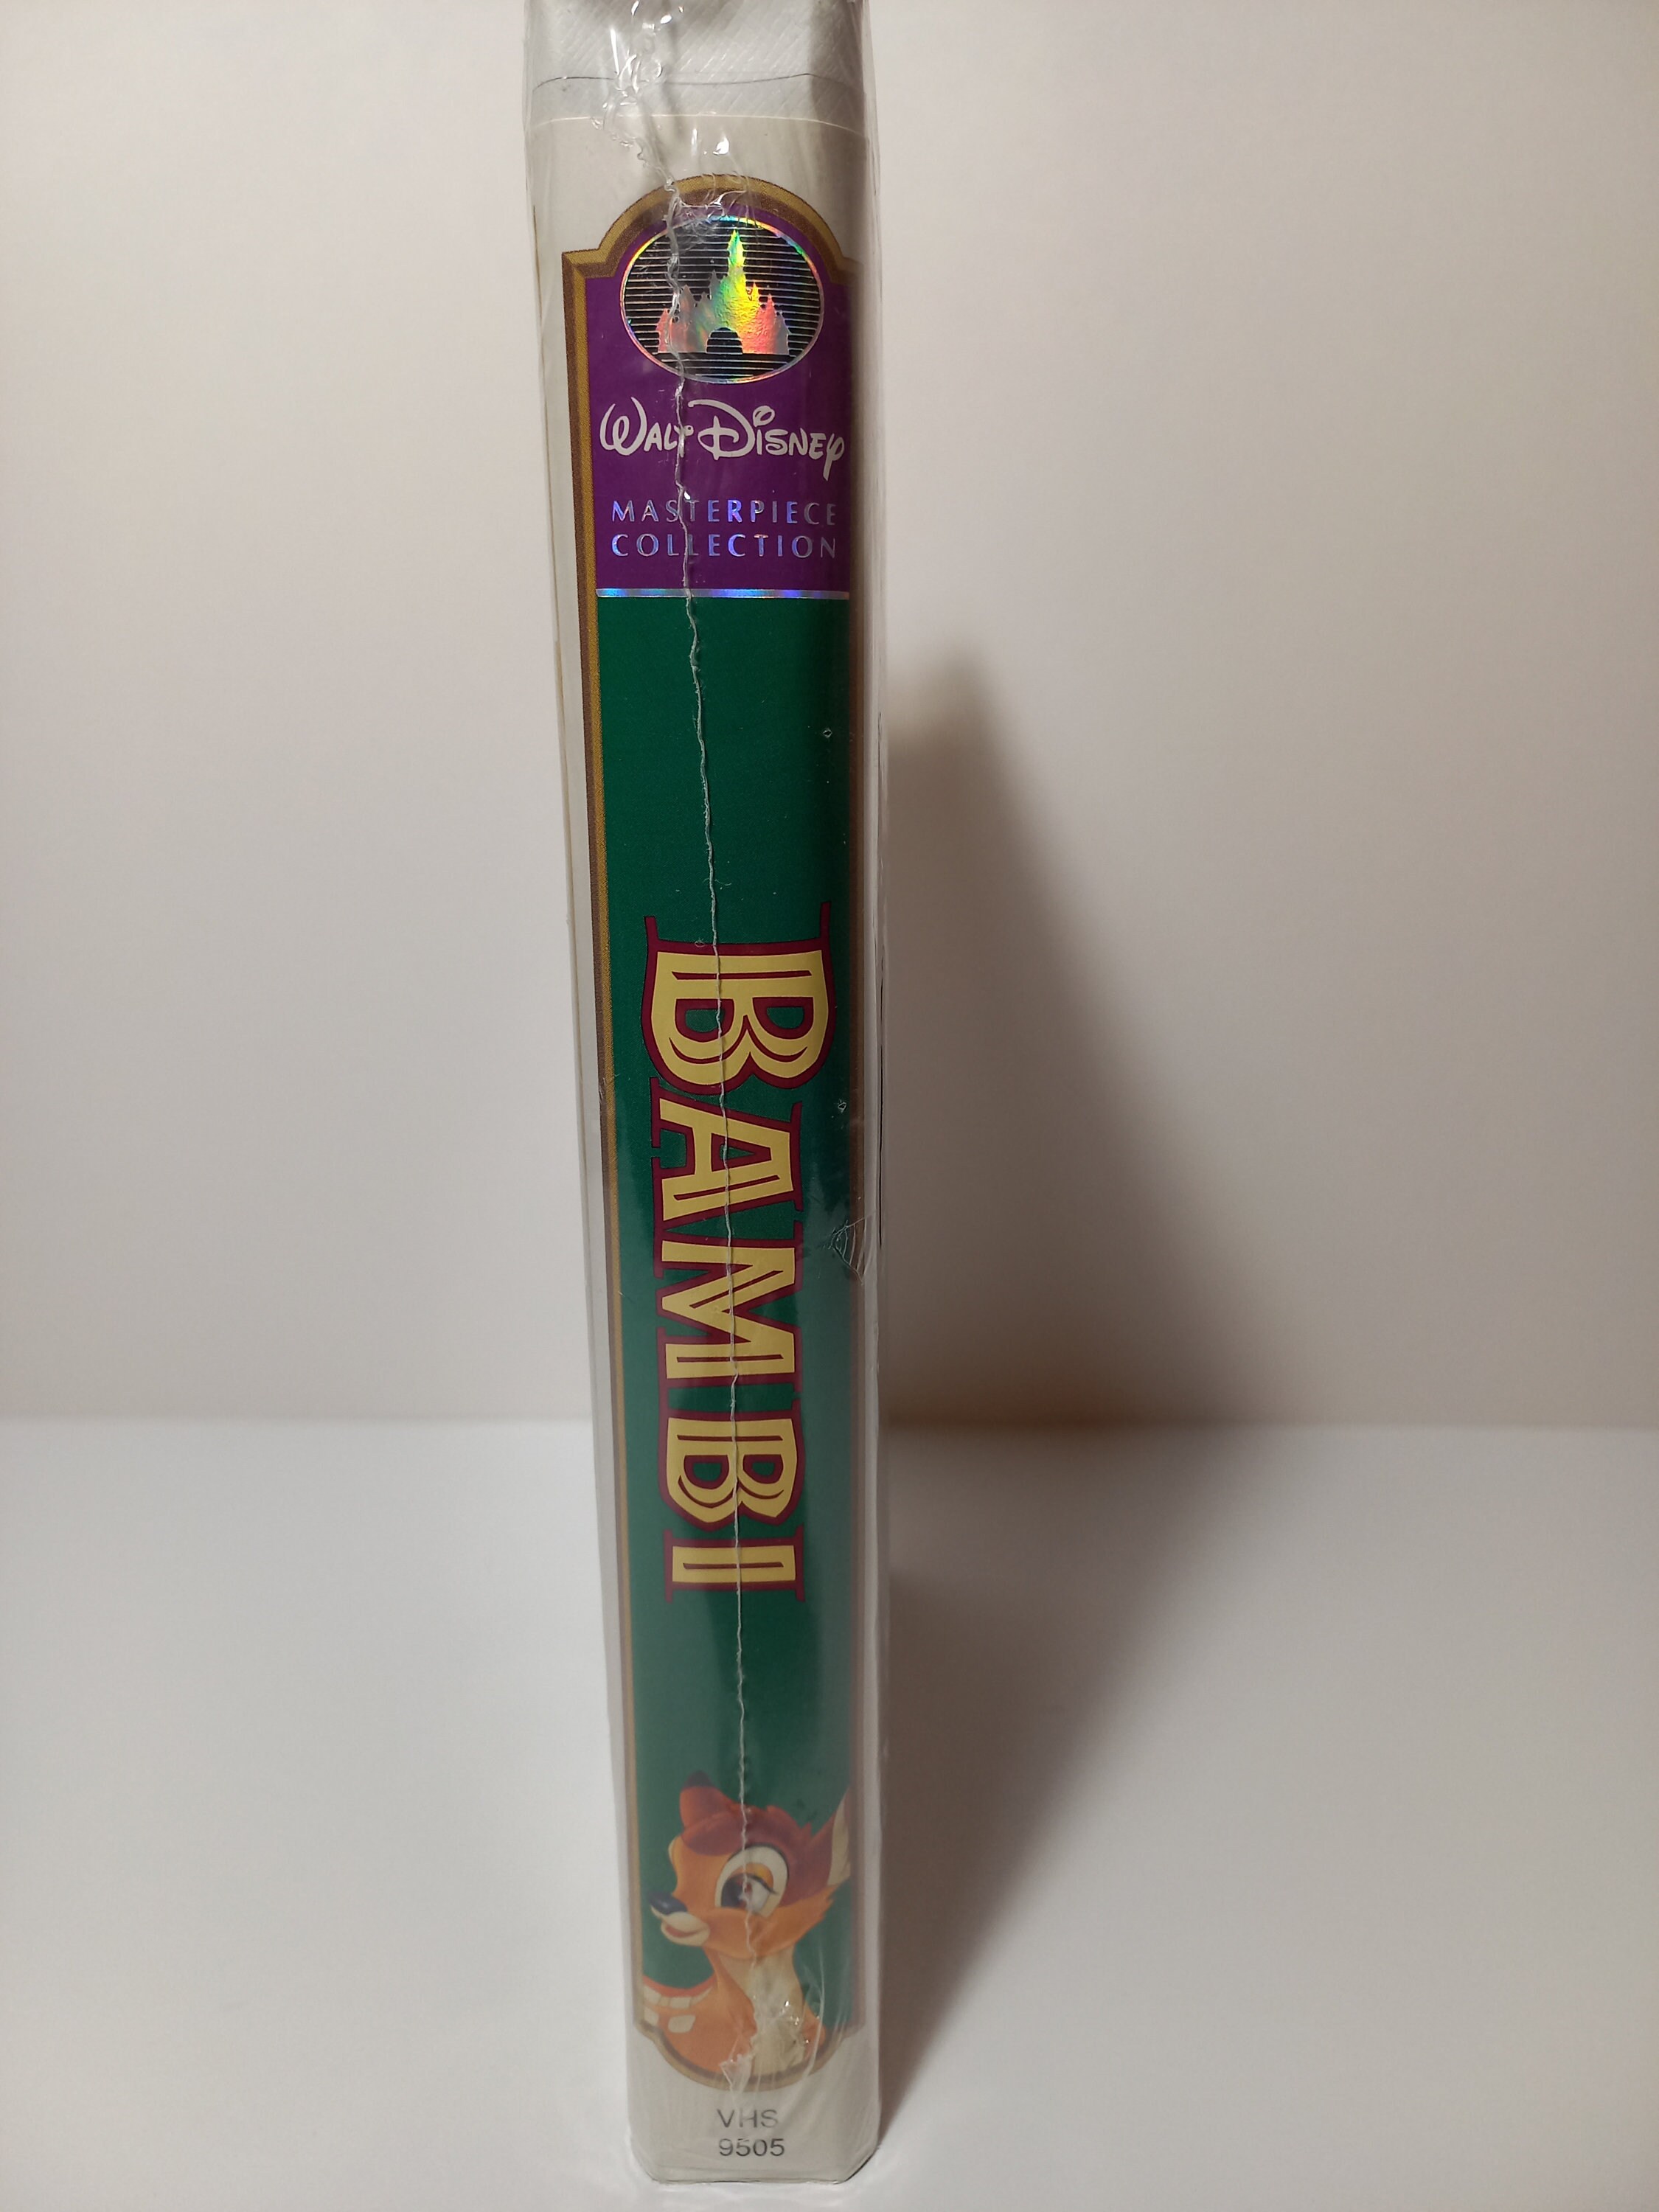 WALT DISNEY
MASTERPIECE
COLLECTION
BAMBI
VHS
9505